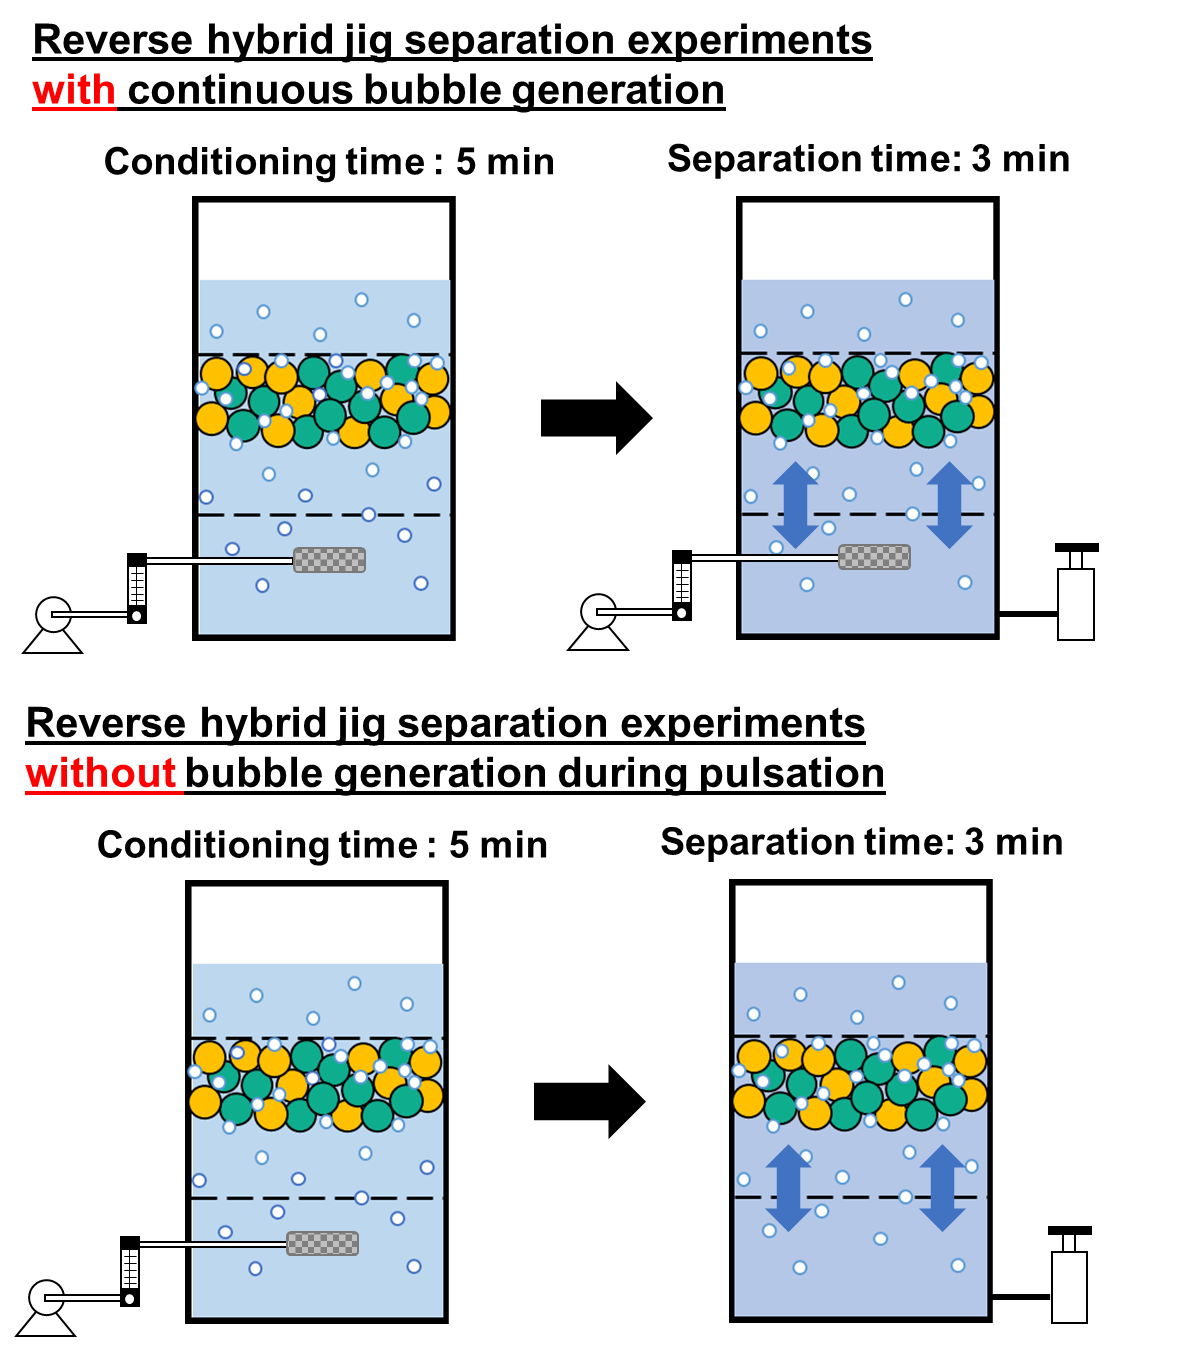 Reverse hybrid jig separation experiments
with continuous bubble generation
Conditioning time : 5 min
Separation time: 3 min
Reverse hybrid jig separation experiments
without bubble generation during pulsation
Conditioning time : 5 min
Separation time: 3 min